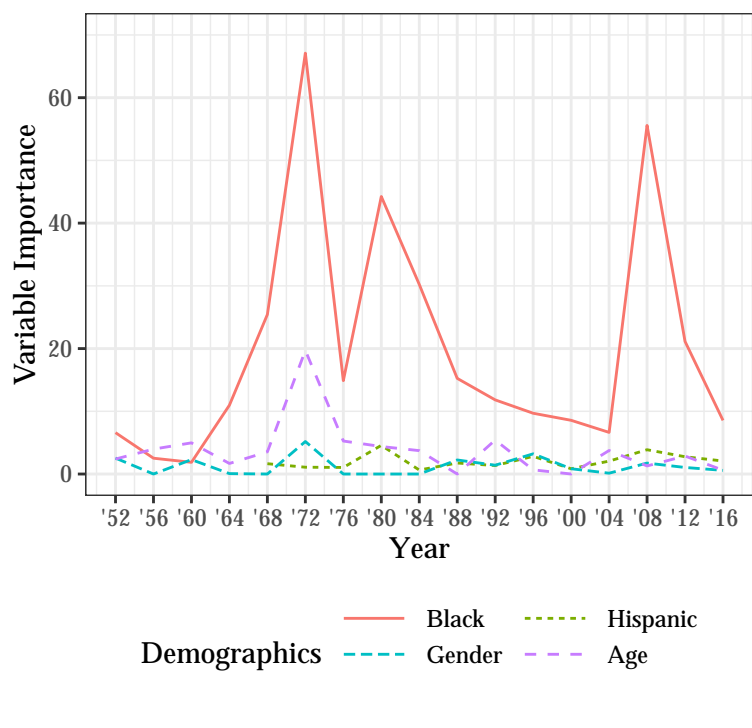 60
40
20
0
Variable Importance
'52 '56 '60 '64 '68 '72 '76 '80 '84 '88 '92 '96 '00 '04 '08 '12 '16
Year
Demographics
Black
Hispanic
Gender
Age